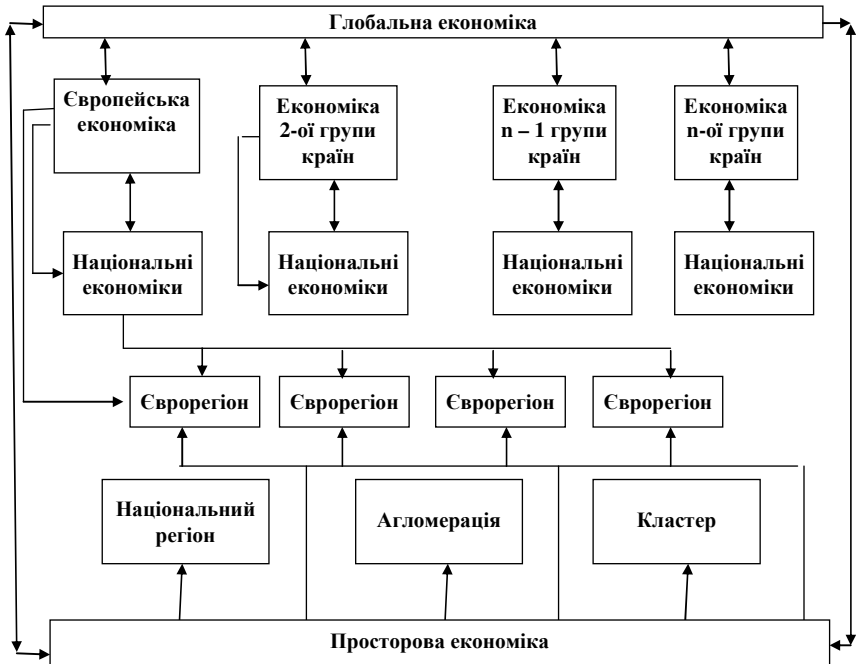 Глобальна економіка
Європейська
економіка
Економіка
2-ої групи
країн
Економіка
n – 1 групи
країн
Економіка
n-ої групи
країн
Національні
економіки
Національні
економіки
Національні
економіки
Національні
економіки
Єврорегіон
Єврорегіон
Єврорегіон
Єврорегіон
Національний
регіон
Агломерація
Кластер
Просторова економіка